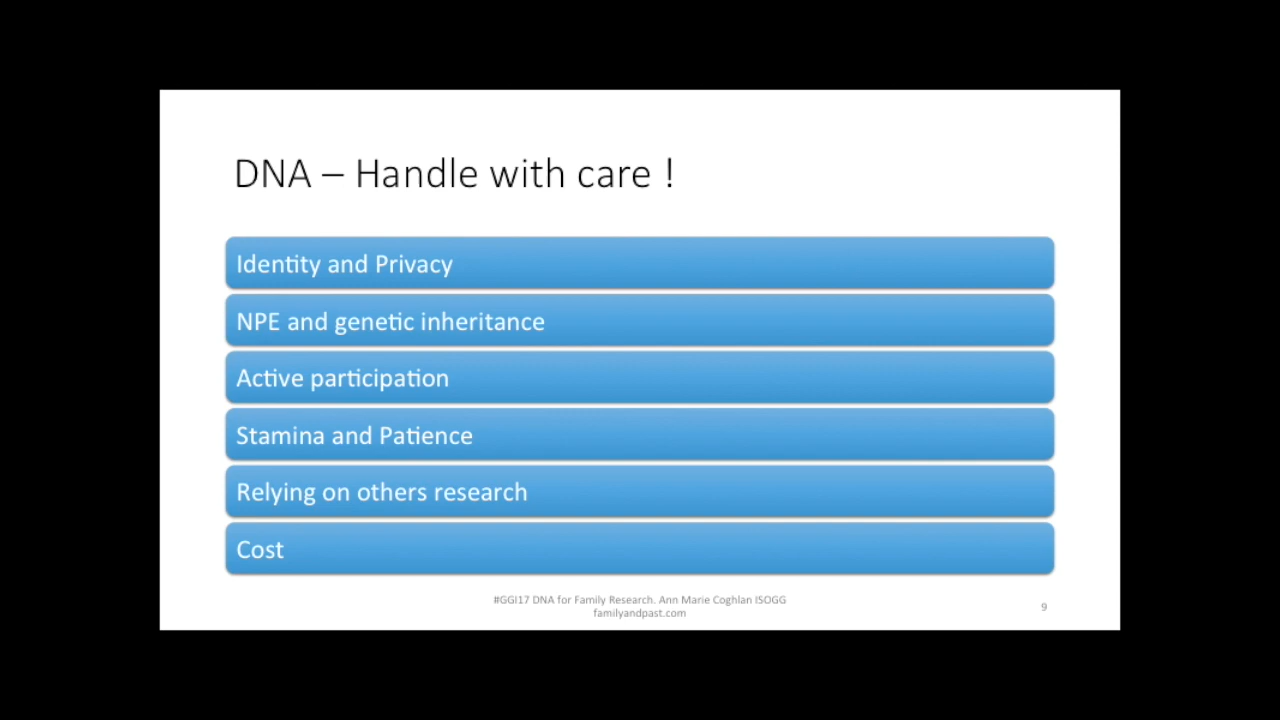 DNA – Handle with care !
Identity and Privacy
NPE and genetic inheritance
Active participation
Stamina and Patience
Relying on others research
Cost
#GGI17 DNA for Family Research. Ann Marie Coghlan ISOGG
familyandpast.com
9